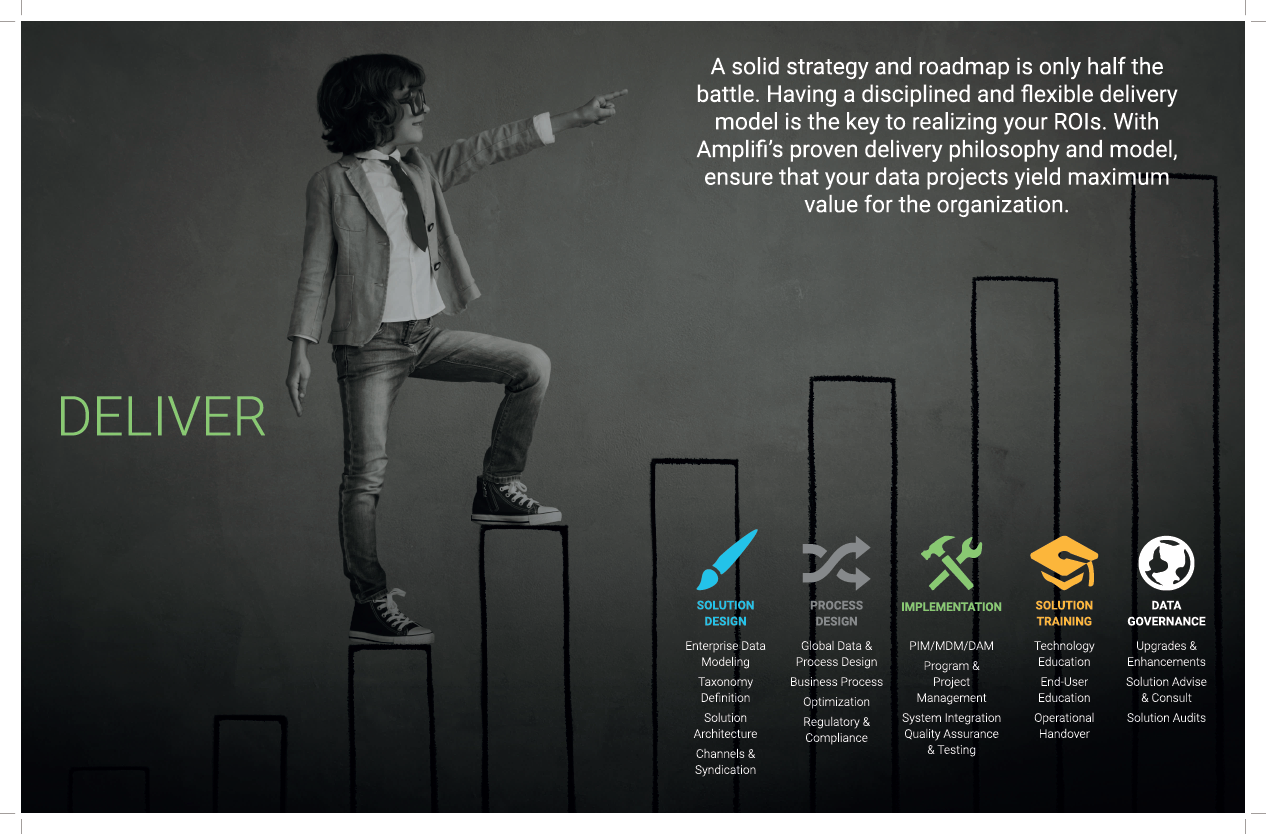 A solid strategy and roadmap is only half the
battle. Having a disciplined and flexible delivery
model is the key to realizing your ROIs. With
Amplifi’s proven delivery philosophy and model,
ensure that your data projects yield maximum
value for the organization.
DELIVER
SOLUTION
DESIGN
Enterprise Data
Modeling
Taxonomy
Definition
Solution
Architecture
Channels &
Syndication
PROCESS
DESIGN
Global Data &
Process Design
Business Process
Optimization
Regulatory &
Compliance
IMPLEMENTATION
PIM/MDM/DAM
Program &
Project
Management
System Integration
Quality Assurance
& Testing
SOLUTION
TRAINING
Technology
Education
End-User
Education
Operational
Handover
DATA
GOVERNANCE
Upgrades &
Enhancements
Solution Advise
& Consult
Solution Audits